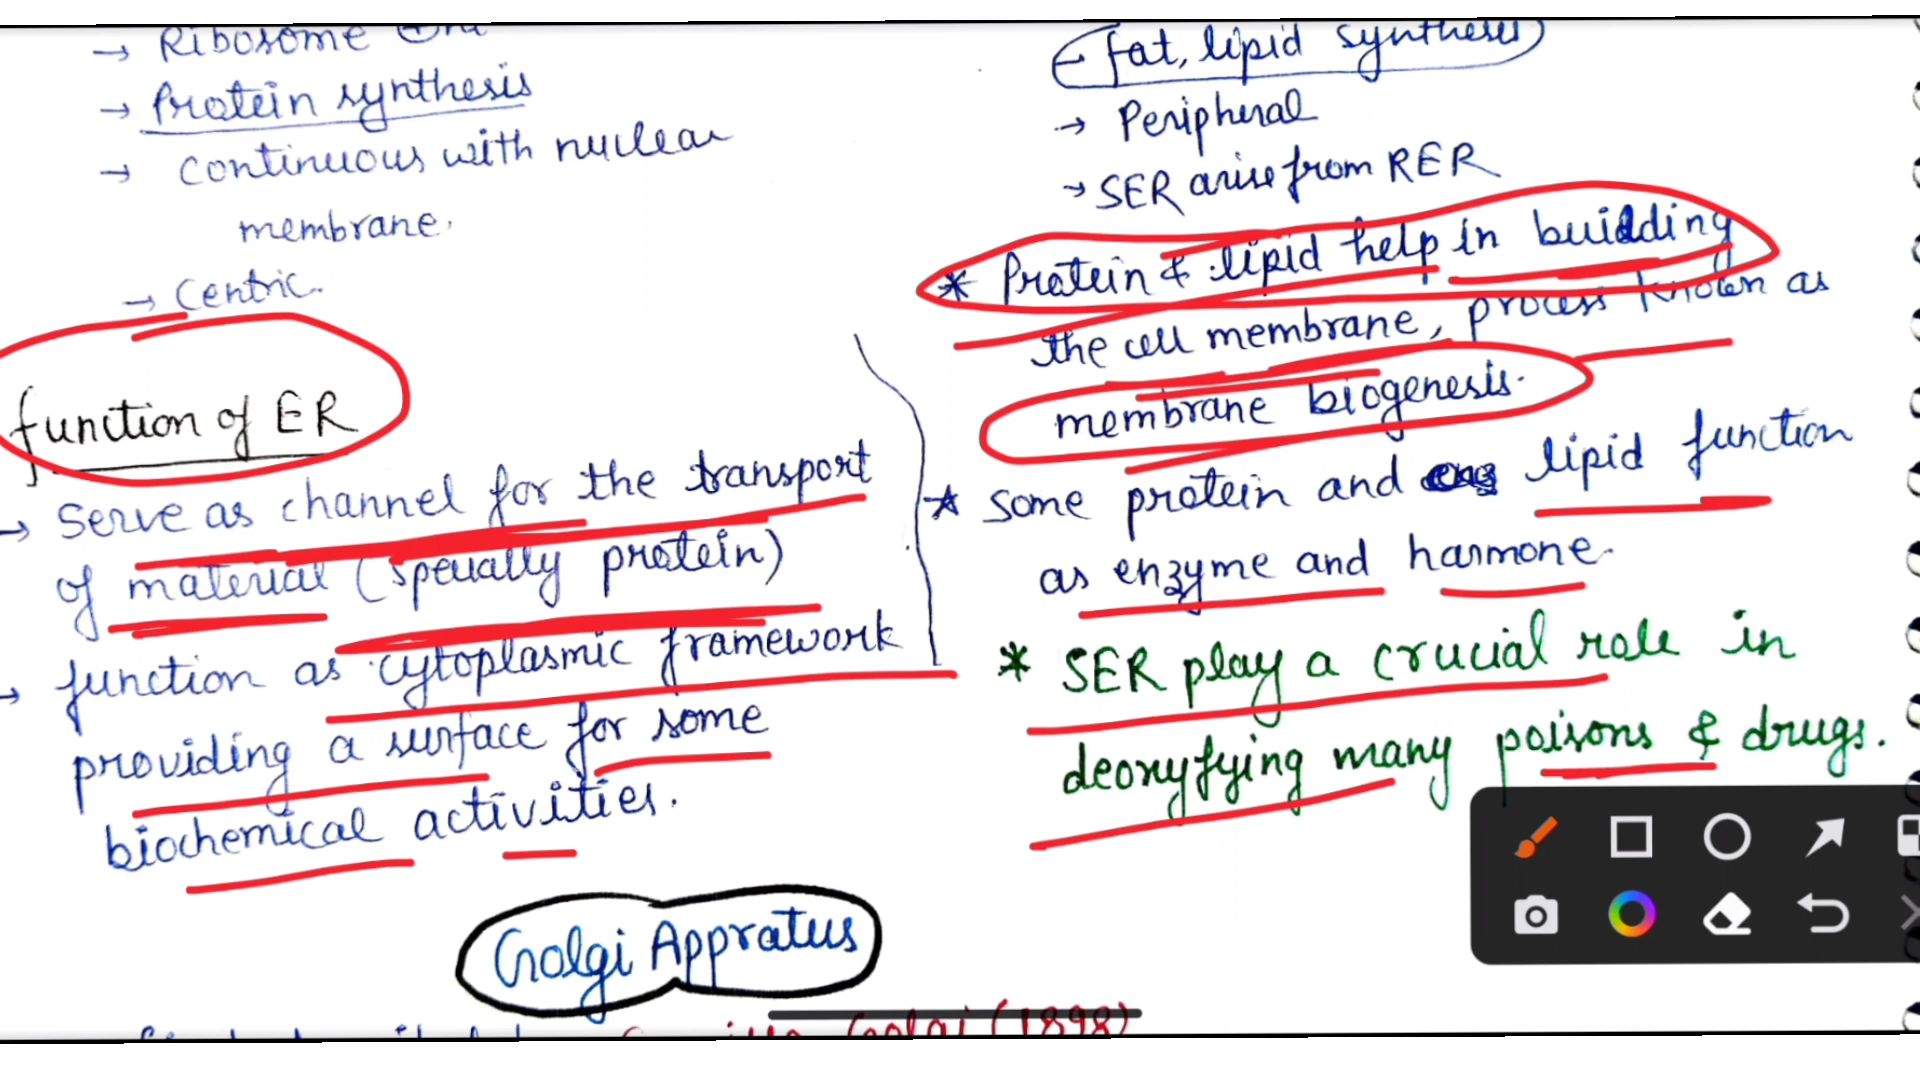 → Ribosome
→ Protein synthesis
→ continuous with nuclear
membrane.
→ Centric.
function of ER
→ Serve as channel for the transport
of material (specially protein)
→ function as cytoplasmic framework
providing a surface for some
biochemical activities.
→ fat, lipid synthesis
→ Peripheral
→ SER arise from RER
* Protein & lipid help in building
the cell membrane, process known as
membrane biogenesis.
* Some protein and lipid function
as enzyme and harmone.
* SER play a crucial role in
deoxyfying many poisons & drugs.
Golgi Appratus
Golgi (1898)